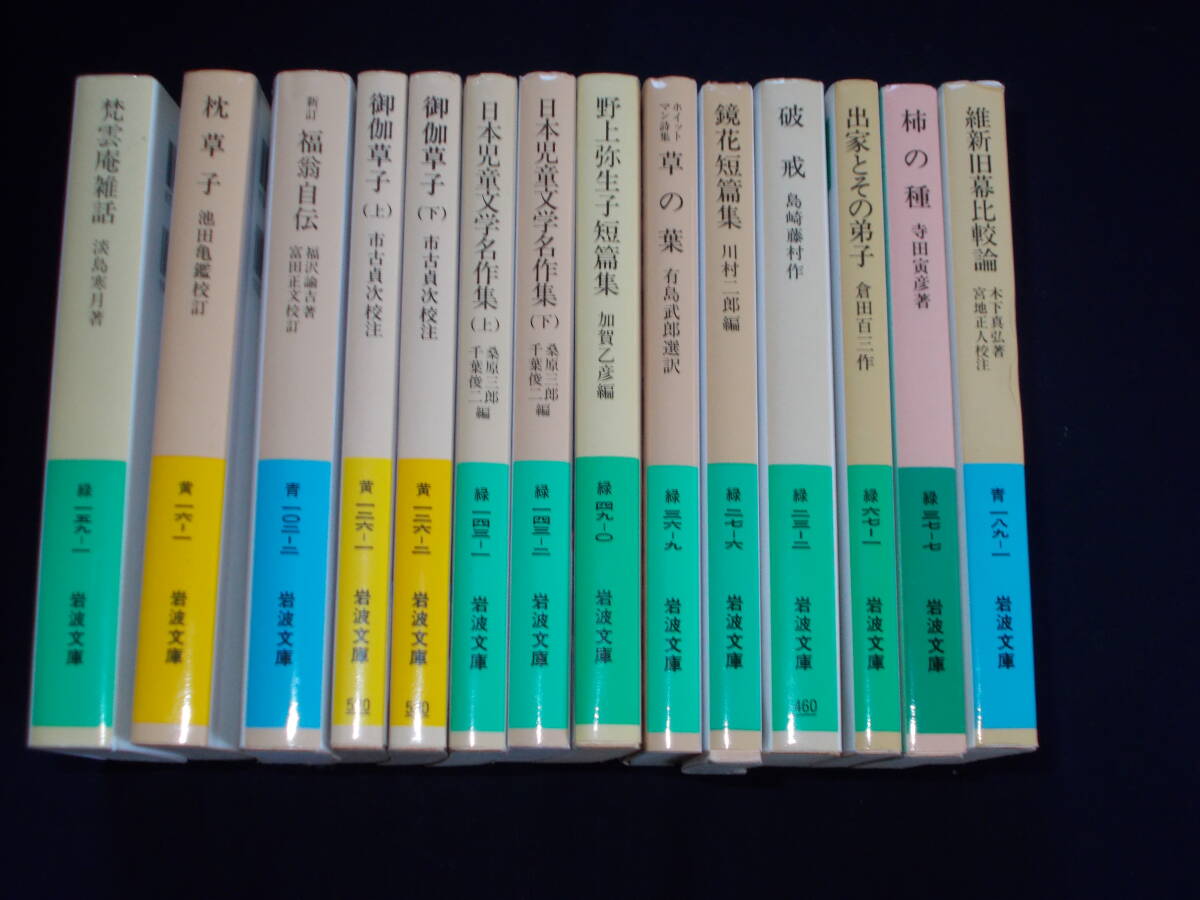 梵雲庵雑話
淡島寒月著
緑一五九-一
岩波文庫
枕草子
池田亀鑑校訂
黄一六-一
岩波文庫
新訂
福翁自伝
福沢諭吉著
富田正文校訂
青一〇二-二
岩波文庫
御伽草子(上)
市古貞次校注
黄一二六-一
岩波文庫
御伽草子(下)
市古貞次校注
黄一二六-二
岩波文庫
日本児童文学名作集(上)
桑原三郎
千葉俊二
編
緑一四三-一
岩波文庫
日本児童文学名作集(下)
桑原三郎
千葉俊二
編
緑一四三-二
岩波文庫
野上弥生子短篇集
加賀乙彦編
緑四九-〇
岩波文庫
ホイット
マン詩集
草の葉
有島武郎選訳
緑三六-九
岩波文庫
鏡花短篇集
川村二郎編
緑二七-六
岩波文庫
破戒
島崎藤村作
緑二三-二
岩波文庫
460
出家とその弟子
倉田百三作
緑六七-一
岩波文庫
柿の種
寺田寅彦著
緑三七-七
岩波文庫
維新旧幕比較論
木下真弘著
宮地正人校注
青一八九-一
岩波文庫